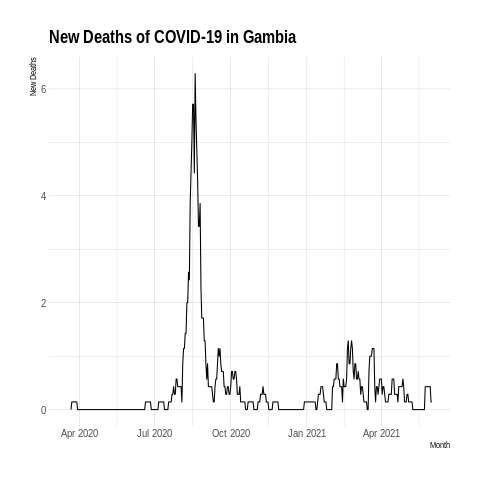 New Deaths of COVID-19 in Gambia
New Deaths
6
4
2
0
Apr 2020 Jul 2020 Oct 2020 Jan 2021 Apr 2021
Month